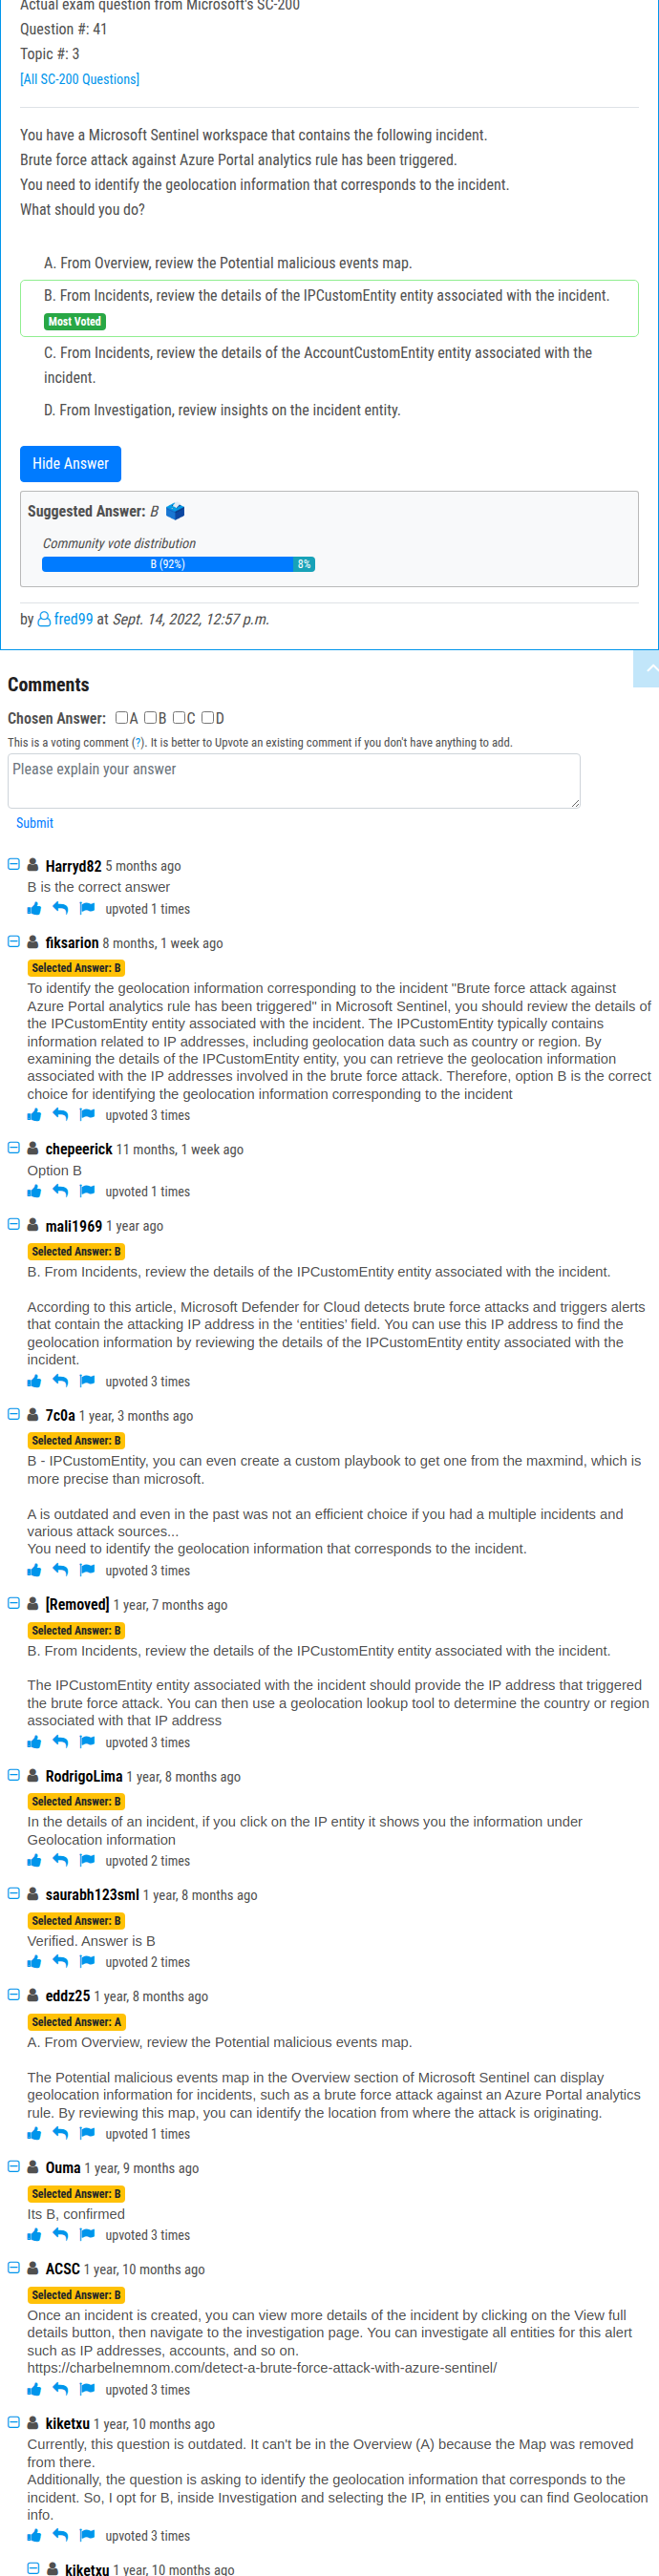 Actual exam question from Microsoft's SC-200
Question #: 41
Topic #: 3
[All SC-200 Questions]
You have a Microsoft Sentinel workspace that contains the following incident.
Brute force attack against Azure Portal analytics rule has been triggered.
You need to identify the geolocation information that corresponds to the incident.
What should you do?
A. From Overview, review the Potential malicious events map.
B. From Incidents, review the details of the IPCustomEntity entity associated with the incident.
Most Voted
C. From Incidents, review the details of the AccountCustomEntity entity associated with the
incident.
D. From Investigation, review insights on the incident entity.
Hide Answer
Suggested Answer: B
Community vote distribution
B (92%) 8%
by fred99 at Sept. 14, 2022, 12:57 p.m.
Comments
Chosen Answer: A B C D
This is a voting comment (?). It is better to Upvote an existing comment if you don't have anything to add.
Please explain your answer
Submit
Harryd82 5 months ago
B is the correct answer
upvoted 1 times
fiksarion 8 months, 1 week ago
Selected Answer: B
To identify the geolocation information corresponding to the incident "Brute force attack against
Azure Portal analytics rule has been triggered" in Microsoft Sentinel, you should review the details of
the IPCustomEntity entity associated with the incident. The IPCustomEntity typically contains
information related to IP addresses, including geolocation data such as country or region. By
examining the details of the IPCustomEntity entity, you can retrieve the geolocation information
associated with the IP addresses involved in the brute force attack. Therefore, option B is the correct
choice for identifying the geolocation information corresponding to the incident
upvoted 3 times
chepeerick 11 months, 1 week ago
Option B
upvoted 1 times
mali1969 1 year ago
Selected Answer: B
B. From Incidents, review the details of the IPCustomEntity entity associated with the incident.
According to this article, Microsoft Defender for Cloud detects brute force attacks and triggers alerts
that contain the attacking IP address in the ‘entities’ field. You can use this IP address to find the
geolocation information by reviewing the details of the IPCustomEntity entity associated with the
incident.
upvoted 3 times
7c0a 1 year, 3 months ago
Selected Answer: B
B - IPCustomEntity, you can even create a custom playbook to get one from the maxmind, which is
more precise than microsoft.
A is outdated and even in the past was not an efficient choice if you had a multiple incidents and
various attack sources...
You need to identify the geolocation information that corresponds to the incident.
upvoted 3 times
[Removed] 1 year, 7 months ago
Selected Answer: B
B. From Incidents, review the details of the IPCustomEntity entity associated with the incident.
The IPCustomEntity entity associated with the incident should provide the IP address that triggered
the brute force attack. You can then use a geolocation lookup tool to determine the country or region
associated with that IP address
upvoted 3 times
RodrigoLima 1 year, 8 months ago
Selected Answer: B
In the details of an incident, if you click on the IP entity it shows you the information under
Geolocation information
upvoted 2 times
saurabh123sml 1 year, 8 months ago
Selected Answer: B
Verified. Answer is B
upvoted 2 times
eddz25 1 year, 8 months ago
Selected Answer: A
A. From Overview, review the Potential malicious events map.
The Potential malicious events map in the Overview section of Microsoft Sentinel can display
geolocation information for incidents, such as a brute force attack against an Azure Portal analytics
rule. By reviewing this map, you can identify the location from where the attack is originating.
upvoted 1 times
Ouma 1 year, 9 months ago
Selected Answer: B
Its B, confirmed
upvoted 3 times
ACSC 1 year, 10 months ago
Selected Answer: B
Once an incident is created, you can view more details of the incident by clicking on the View full
details button, then navigate to the investigation page. You can investigate all entities for this alert
such as IP addresses, accounts, and so on.
https://charbelnemnom.com/detect-a-brute-force-attack-with-azure-sentinel/
upvoted 3 times
kiketxu 1 year, 10 months ago
Currently, this question is outdated. It can't be in the Overview (A) because the Map was removed
from there.
Additionally, the question is asking to identify the geolocation information that corresponds to the
incident. So, I opt for B, inside Investigation and selecting the IP, in entities you can find Geolocation
info.
upvoted 3 times
kiketxu 1 year, 10 months ago